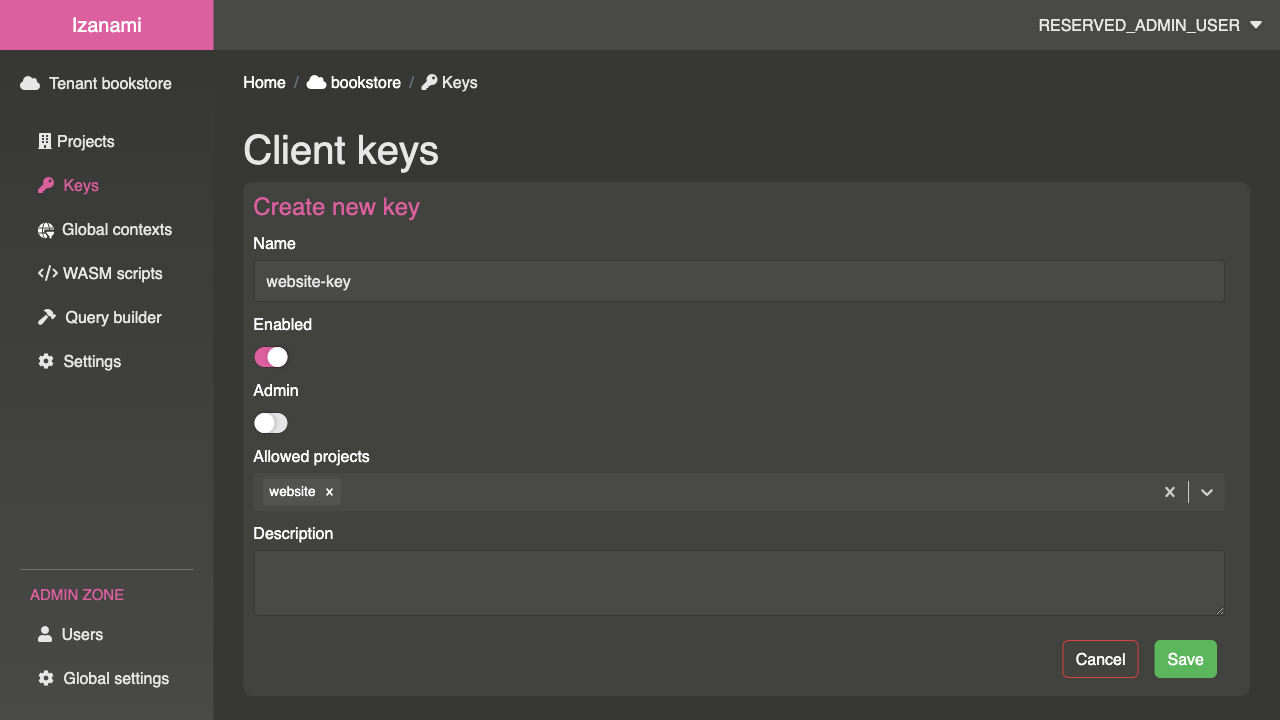 Izanami
RESERVED_ADMIN_USER
Tenant bookstore
Projects
Keys
Global contexts
WASM scripts
Query builder
Settings
ADMIN ZONE
Users
Global settings
Home / bookstore / Keys
Client keys
Create new key
Name
website-key
Enabled
Admin
Allowed projects
website
Description
Cancel
Save